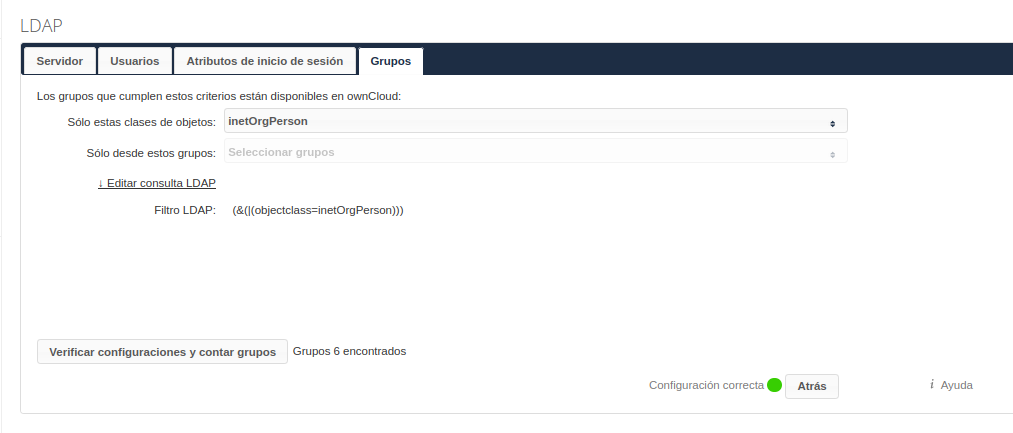 LDAP
Servidor Usuarios Atributos de inicio de sesión Grupos
Los grupos que cumplen estos criterios están disponibles en ownCloud:
Sólo estas clases de objetos: inetOrgPerson
Sólo desde estos grupos: Seleccionar grupos
↓ Editar consulta LDAP
Filtro LDAP: (&(|(objectclass=inetOrgPerson)))
Verificar configuraciones y contar grupos Grupos 6 encontrados
Configuración correcta Atrás i Ayuda